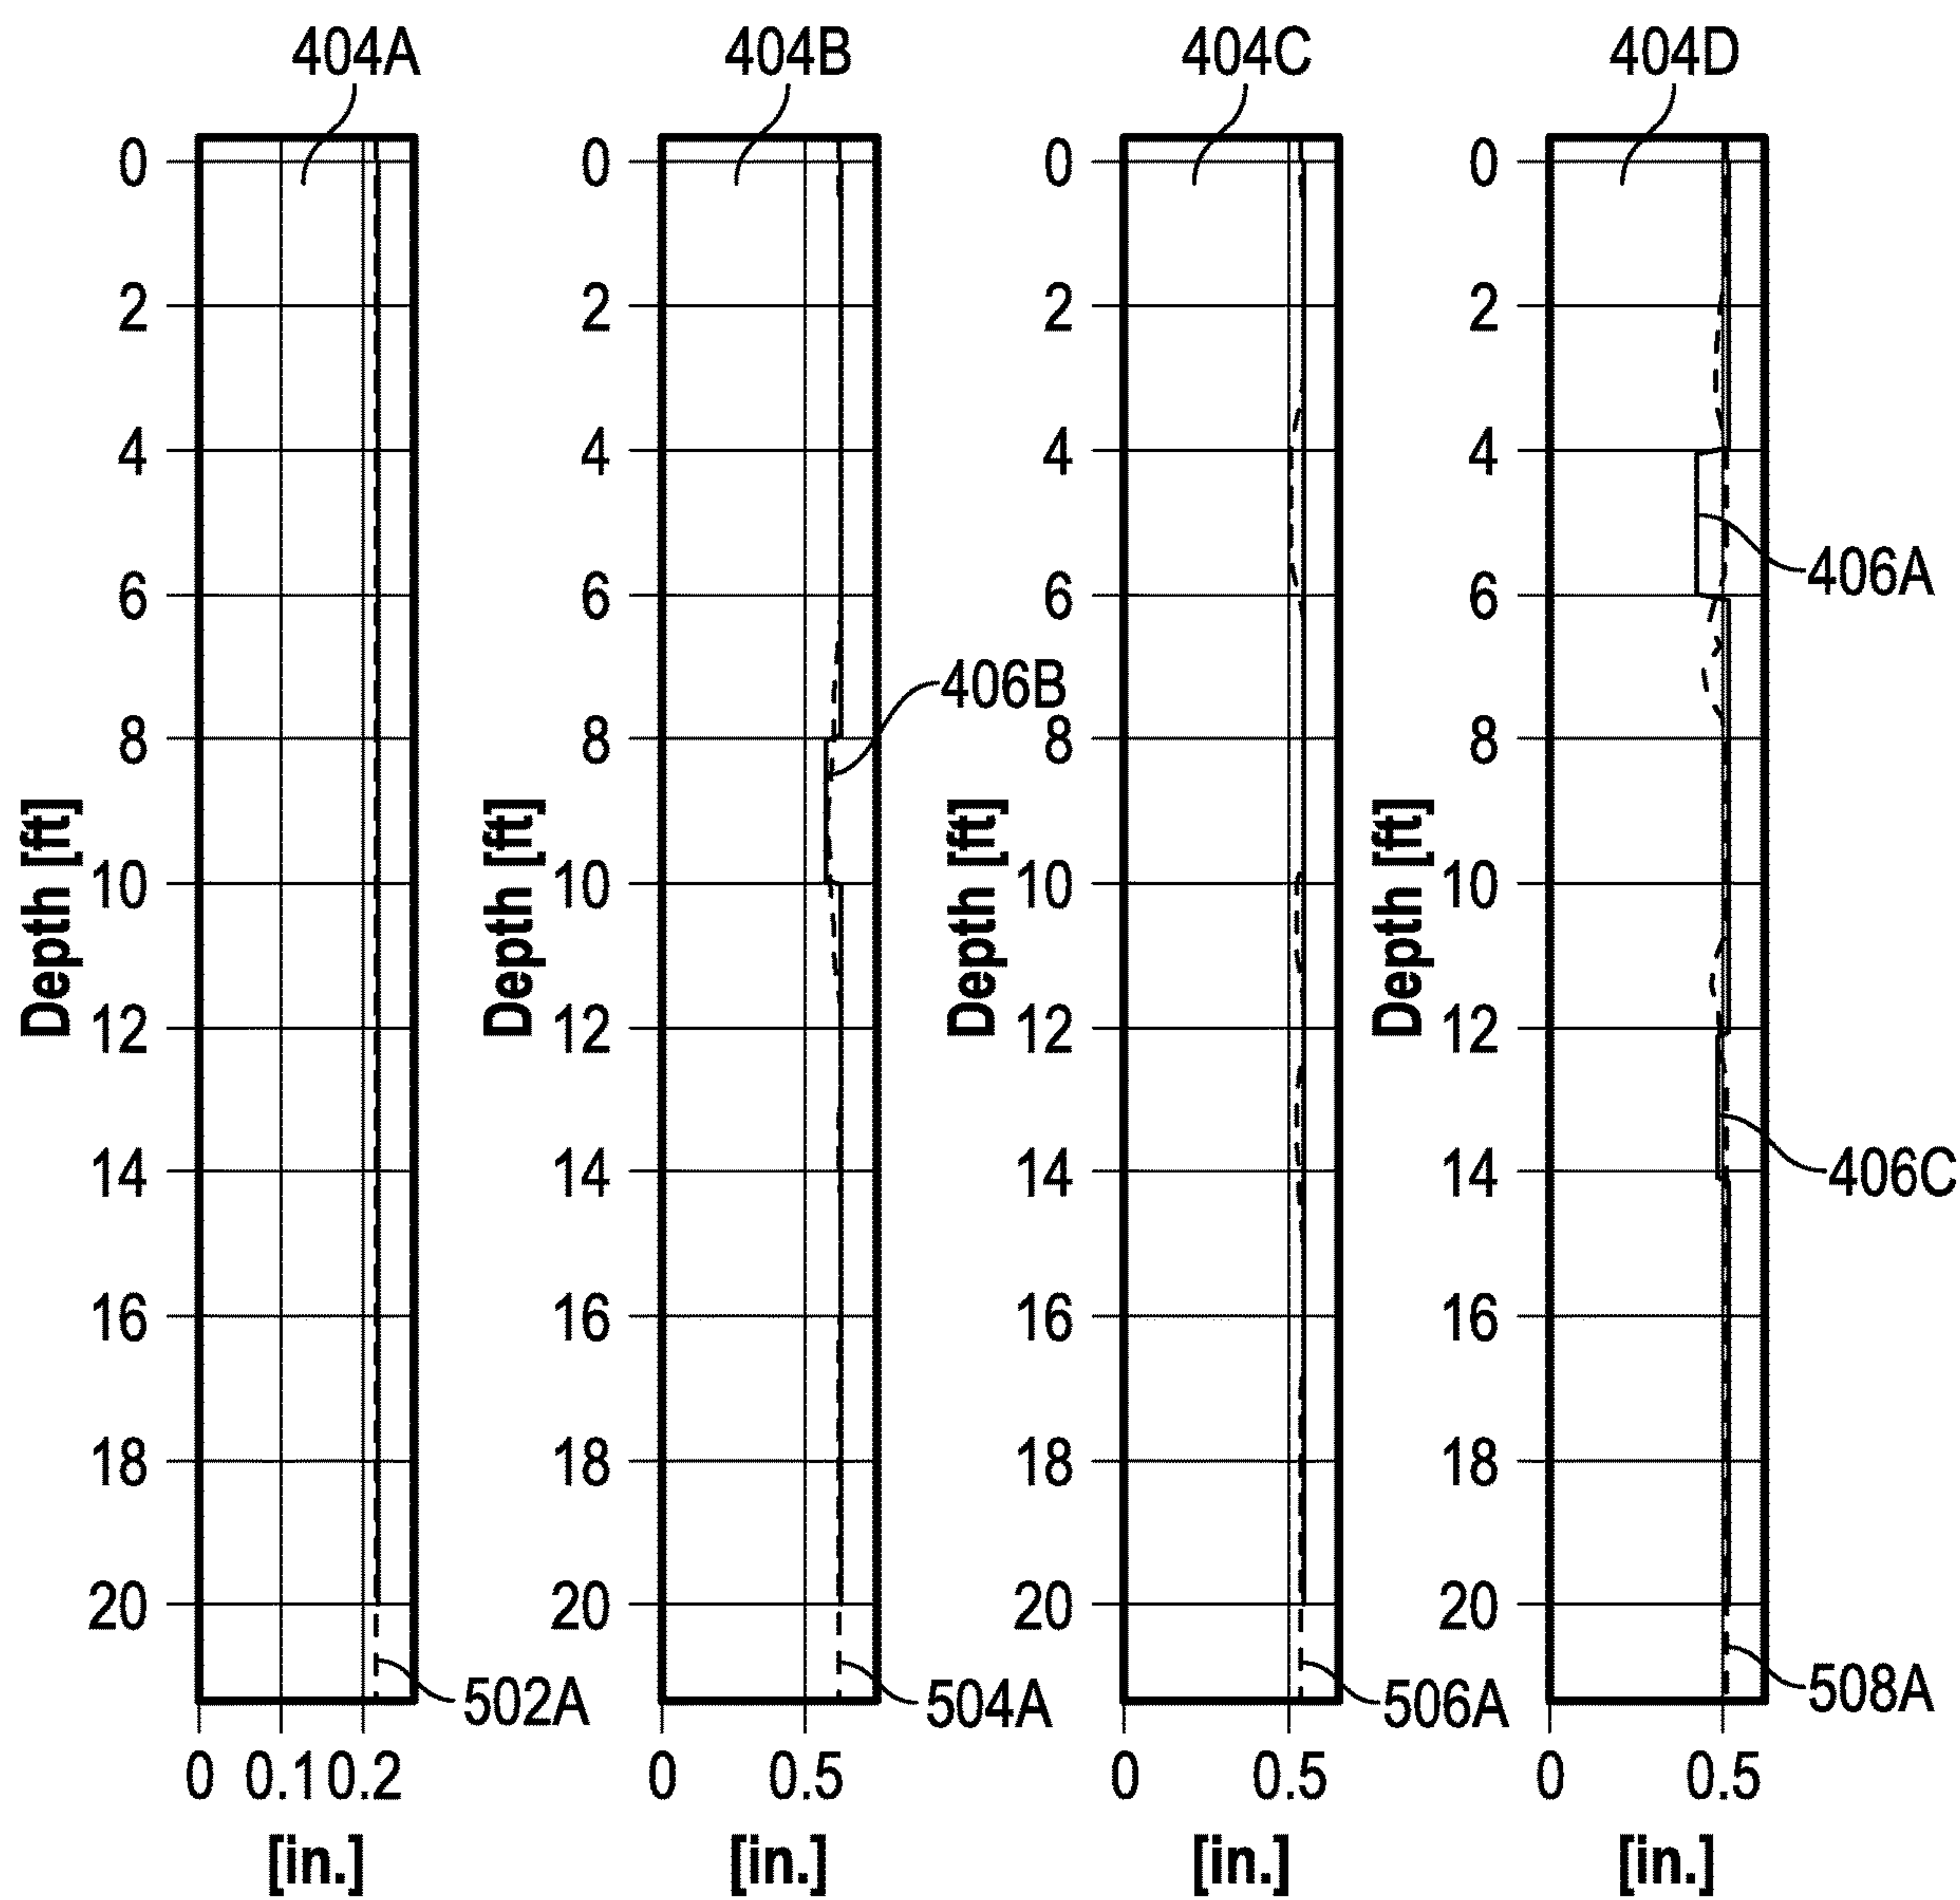 404A 404B 404C 404D
0 0 0 0
2 2 2 2
4 4 4 4
406A
6 6 6 6
406B
8 8 8 8
Depth [ft] Depth [ft] Depth [ft] Depth [ft]
10 10 10 10
12 12 12 12
14 14 14 14
406C
16 16 16 16
18 18 18 18
20 20 20 20
502A 504A 506A 508A
0 0.1 0.2 0 0.5 0 0.5 0 0.5
[in.] [in.] [in.] [in.]